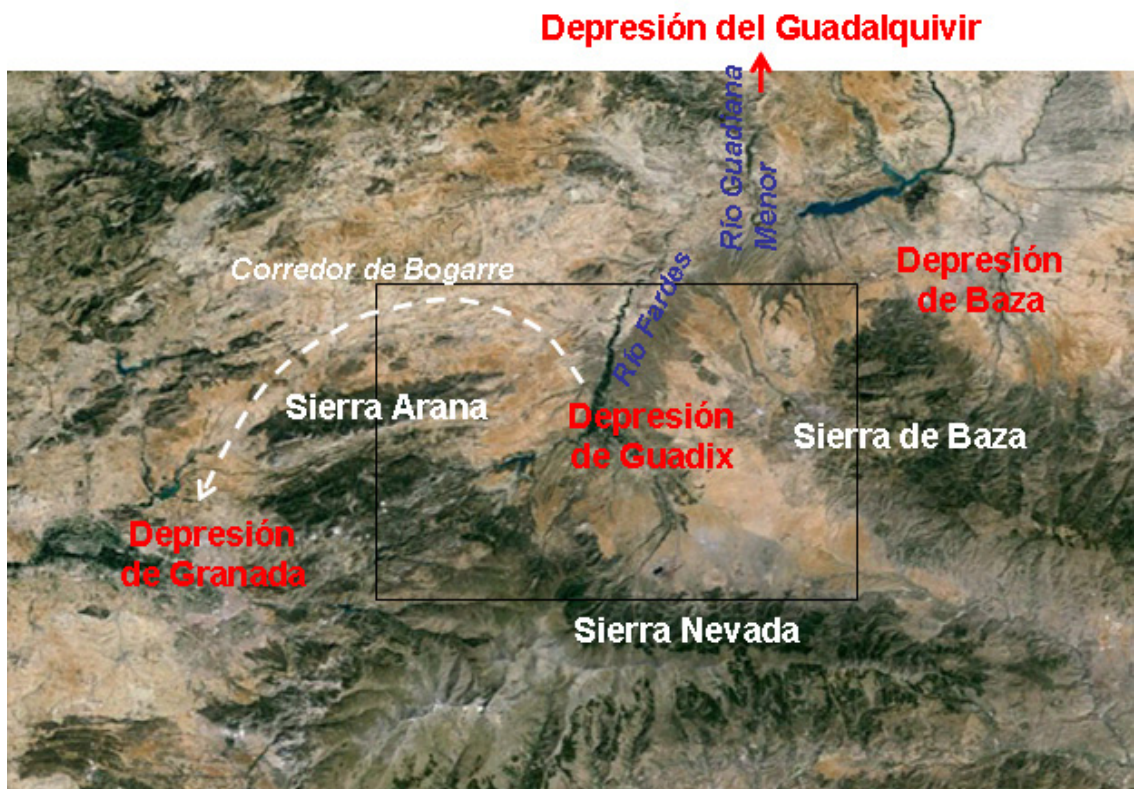 Depresión del Guadalquivir
Río Guadiana
Menor
Río Fardes
Corredor de Bogarre
Depresión
de Baza
Sierra Arana
Depresión
de Guadix
Sierra de Baza
Depresión
de Granada
Sierra Nevada